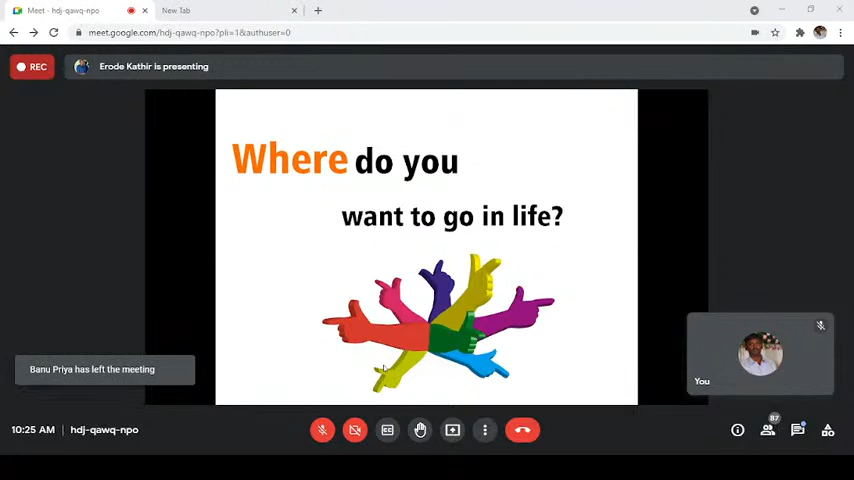 Meet - hdj-qawq-npo
New Tab
meet.google.com/hdj-qawq-npo?pli=1&authuser=0
REC
Erode Kathir is presenting
Where do you
want to go in life?
Banu Priya has left the meeting
You
10:25 AM | hdj-qawq-npo
87